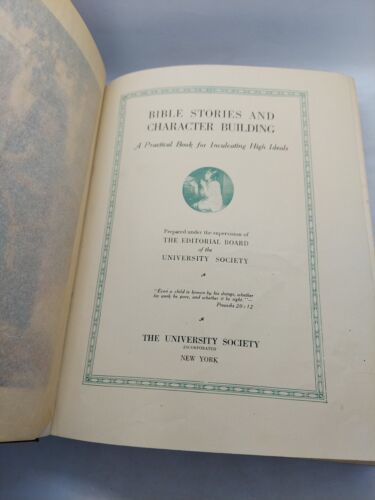 BIBLE STORIES AND
CHARACTER BUILDING
A Practical Book for Inculcating High Ideals
Prepared under the supervision of
THE EDITORIAL BOARD
of the
UNIVERSITY SOCIETY
"Even a child is known by his doings, whether
his work be pure, and whether it be right."—
Proverbs 20:12
THE UNIVERSITY SOCIETY
INCORPORATED
NEW YORK